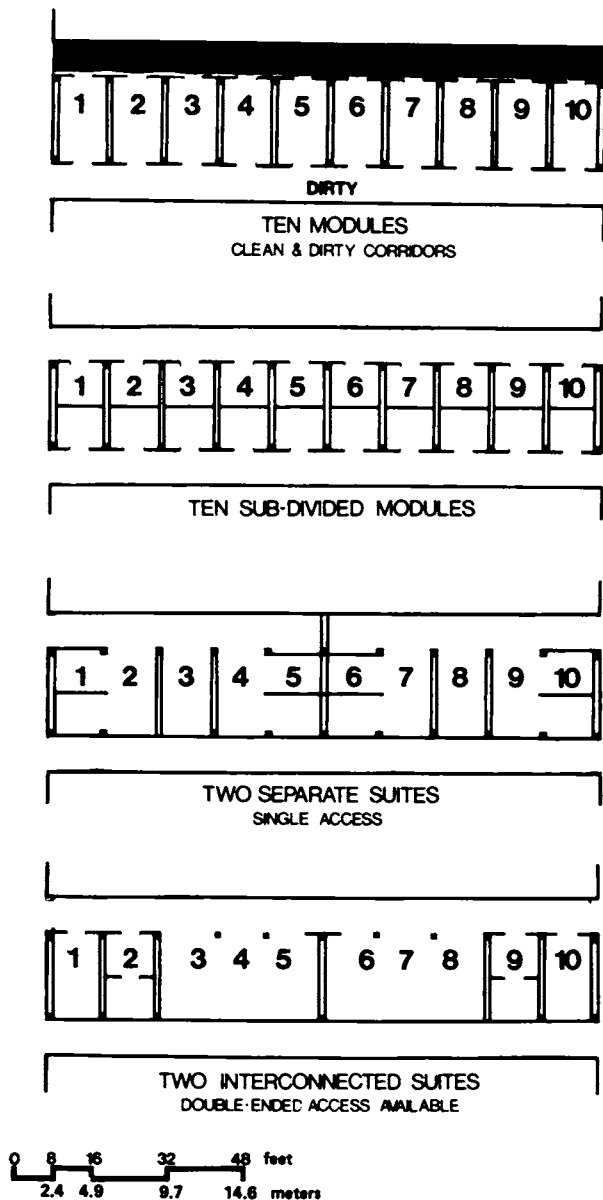 1 2 3 4 5 6 7 8 9 10
DIRTY
TEN MODULES
CLEAN & DIRTY CORRIDORS
1 2 3 4 5 6 7 8 9 10
TEN SUB-DIVIDED MODULES
1 2 3 4 5 6 7 8 9 10
TWO SEPARATE SUITES
SINGLE ACCESS
1 2 3 4 5 6 7 8 9 10
TWO INTERCONNECTED SUITES
DOUBLE-ENDED ACCESS AVAILABLE
0 8 16 32 48 feet
2.4 4.9 9.7 14.6 meters